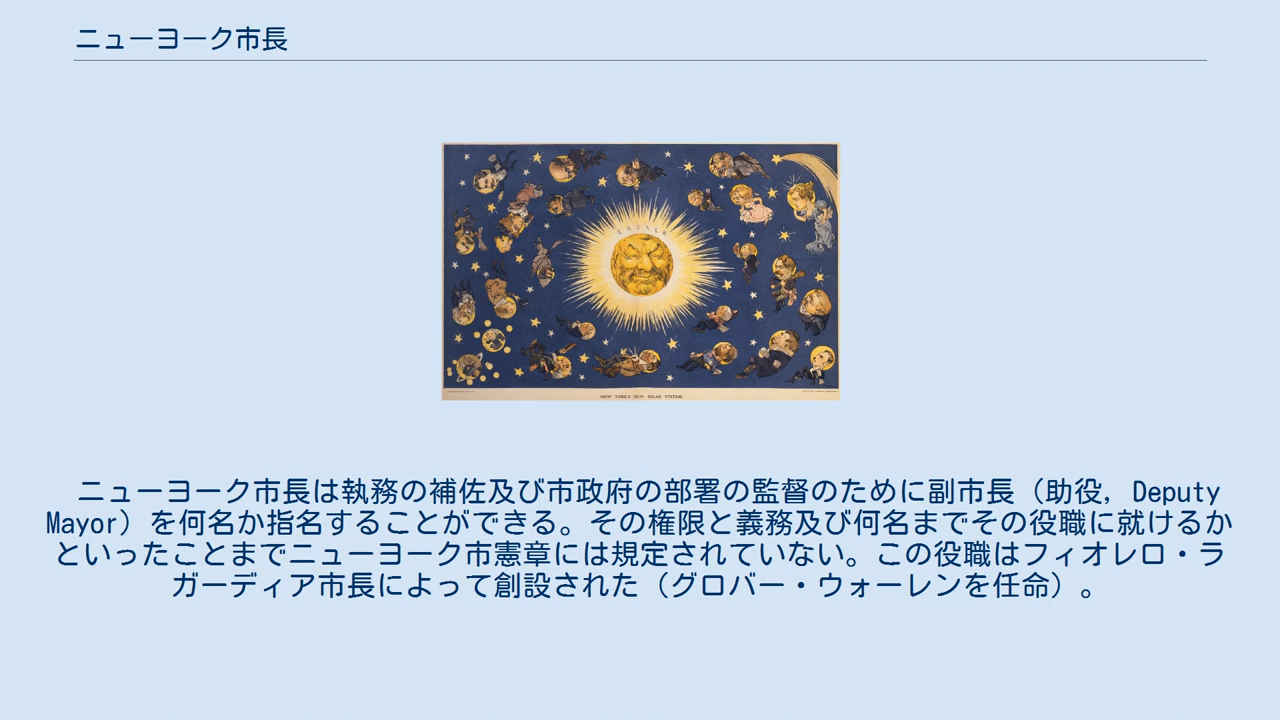 ニューヨーク市長
NEW YORK'S NEW SOLAR SYSTEM.
ニューヨーク市長は執務の補佐及び市政府の部署の監督のために副市長（助役, Deputy
Mayor）を何名か指名することができる。その権限と義務及び何名までその役職に就けるか
といったことまでニューヨーク市憲章には規定されていない。この役職はフィオレロ・ラ
ガーディア市長によって創設された（グロバー・ウォーレンを任命）。